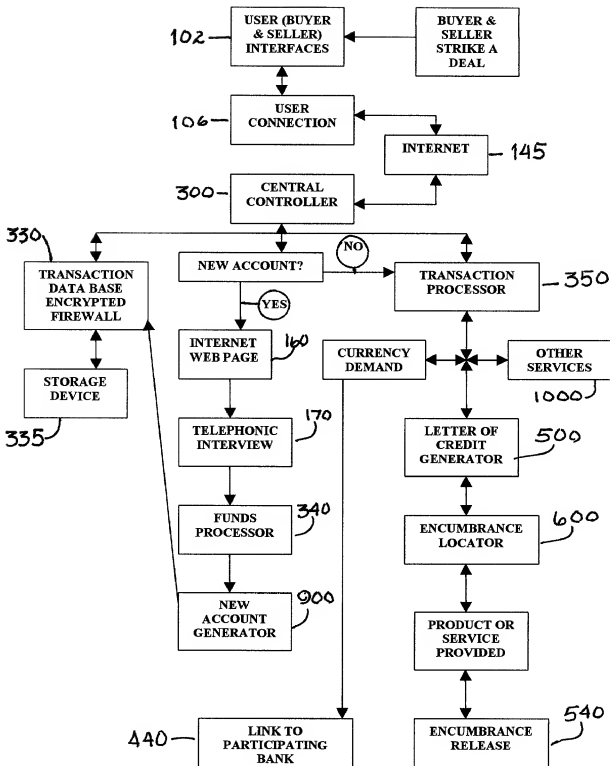 102
USER (BUYER
& SELLER)
INTERFACES
BUYER &
SELLER
STRIKE A
DEAL
106
USER
CONNECTION
INTERNET
145
300
CENTRAL
CONTROLLER
330
TRANSACTION
DATA BASE
ENCRYPTED
FIREWALL
NEW ACCOUNT?
NO
TRANSACTION
PROCESSOR
350
YES
INTERNET
WEB PAGE
160
CURRENCY
DEMAND
OTHER
SERVICES
1000
STORAGE
DEVICE
335
TELEPHONIC
INTERVIEW
170
LETTER OF
CREDIT
GENERATOR
500
FUNDS
PROCESSOR
340
ENCUMBRANCE
LOCATOR
600
NEW
ACCOUNT
GENERATOR
900
PRODUCT OR
SERVICE
PROVIDED
440
LINK TO
PARTICIPATING
BANK
ENCUMBRANCE
RELEASE
540